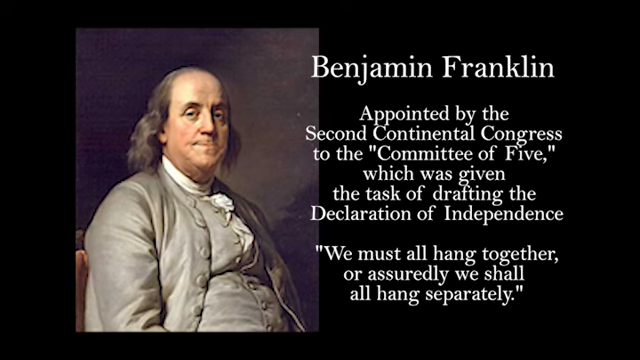 Benjamin Franklin
Appointed by the
Second Continental Congress
to the "Committee of Five,"
which was given
the task of drafting the
Declaration of Independence
"We must all hang together,
or assuredly we shall
all hang separately."